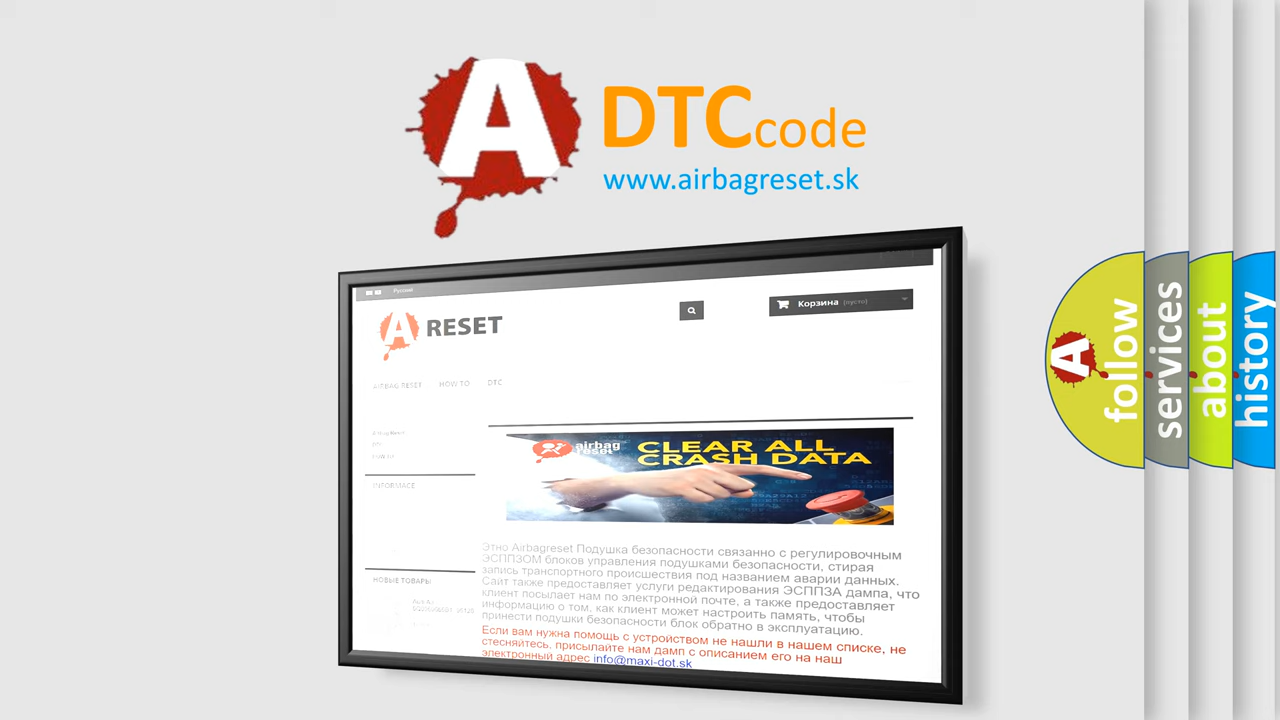 A
DTCcode
www.airbagreset.sk
Русский
A RESET
Корзина (пусто)
AIRBAG RESET HOW TO DTC
INFORMACE
airbag
reset
CLEAR ALL
CRASH DATA
Этно Airbagreset Подушка безопасности связанно с регулировочным
ЭСППЗОМ блоков управления подушками безопасности, стирая
запись транспортного происшествия под названием аварии данных.
Сайт также предоставляет услуги редактирования ЭСППЗА дампа, что
клиент посылает нам по электронной почте, а также предоставляет
информацию о том, как клиент может настроить память, чтобы
принести подушки безопасности блок обратно в эксплуатацию.
Если вам нужна помощь с устройством не нашли в нашем списке, не
стесняйтесь, присылайте нам дамп с описанием его на наш
электронный адрес info@maxi-dot.sk
НОВЫЕ ТОВАРЫ
A
follow
services
about
history